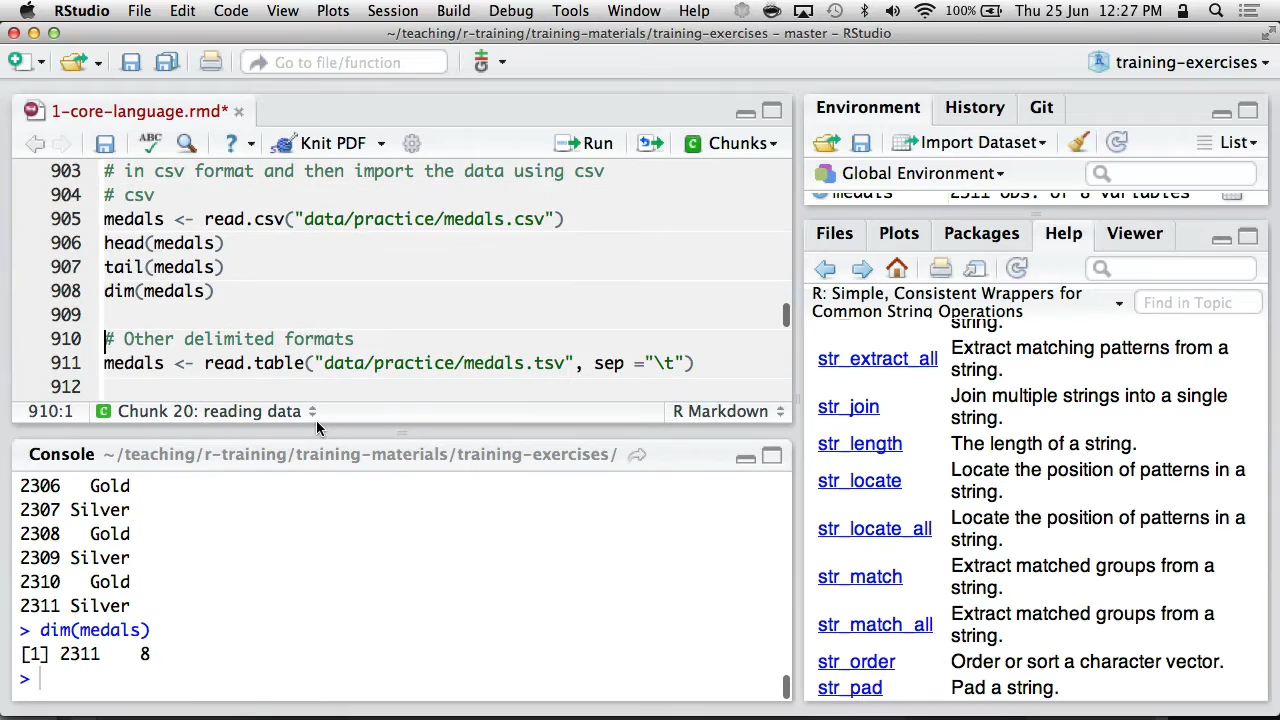 RStudio File Edit Code View Plots Session Build Debug Tools Window Help 100% Thu 25 Jun 12:27 PM
~/teaching/r-training/training-materials/training-exercises – master – RStudio
Go to file/function training-exercises
1-core-language.rmd*
ABC ? Knit PDF Run C Chunks
903 # in csv format and then import the data using csv
904 # csv
905 medals <- read.csv("data/practice/medals.csv")
906 head(medals)
907 tail(medals)
908 dim(medals)
909
910 # Other delimited formats
911 medals <- read.table("data/practice/medals.tsv", sep ="\t")
912
910:1 C Chunk 20: reading data R Markdown
Console ~/teaching/r-training/training-materials/training-exercises/
2306 Gold
2307 Silver
2308 Gold
2309 Silver
2310 Gold
2311 Silver
> dim(medals)
[1] 2311 8
>
Environment History Git
Import Dataset List
Global Environment
medals 2311 obs. of 8 variables
Files Plots Packages Help Viewer
R: Simple, Consistent Wrappers for
Common String Operations Find in Topic
string.
str_extract_all Extract matching patterns from a
string.
str_join Join multiple strings into a single
string.
str_length The length of a string.
str_locate Locate the position of patterns in a
string.
str_locate_all Locate the position of patterns in a
string.
str_match Extract matched groups from a
string.
str_match_all Extract matched groups from a
string.
str_order Order or sort a character vector.
str_pad Pad a string.